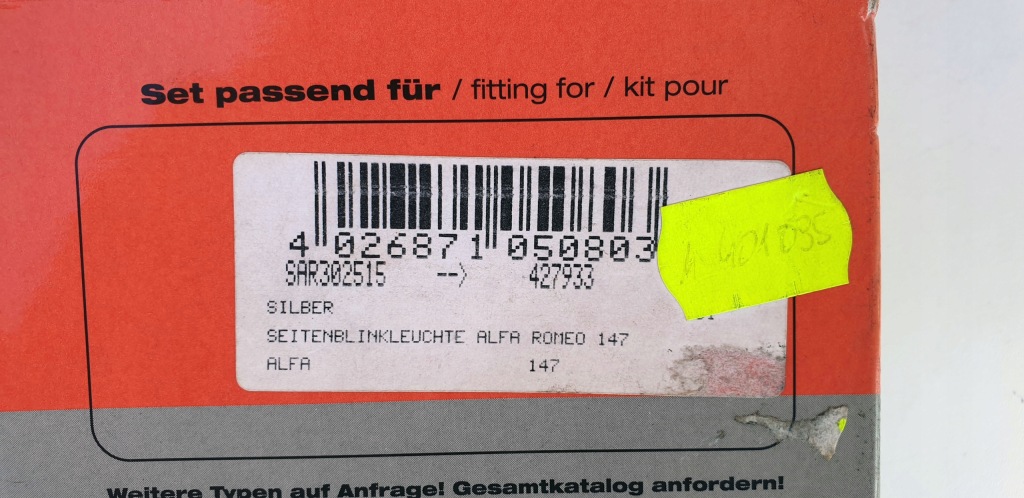 Set passend für / fitting for / kit pour
4 026871 050803
SAR302515 --> 427933
SILBER
SEITENBLINKLEUCHTE ALFA ROMEO 147
ALFA 147
Weitere Typen auf Anfrage! Gesamtkatalog anfordern!